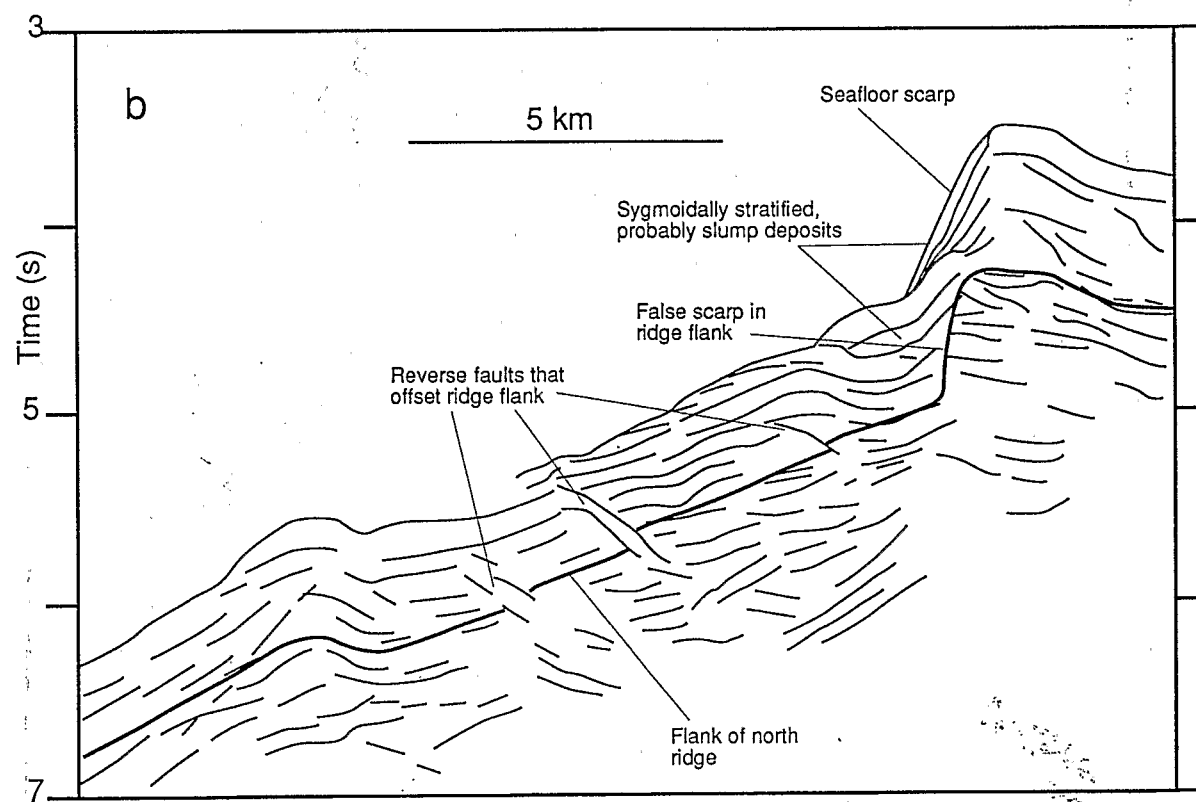 3
b
5 km
Seafloor scarp
Sygmoidally stratified,
probably slump deposits
False scarp in
ridge flank
Reverse faults that
offset ridge flank
Time (s)
5
Flank of north
ridge
7